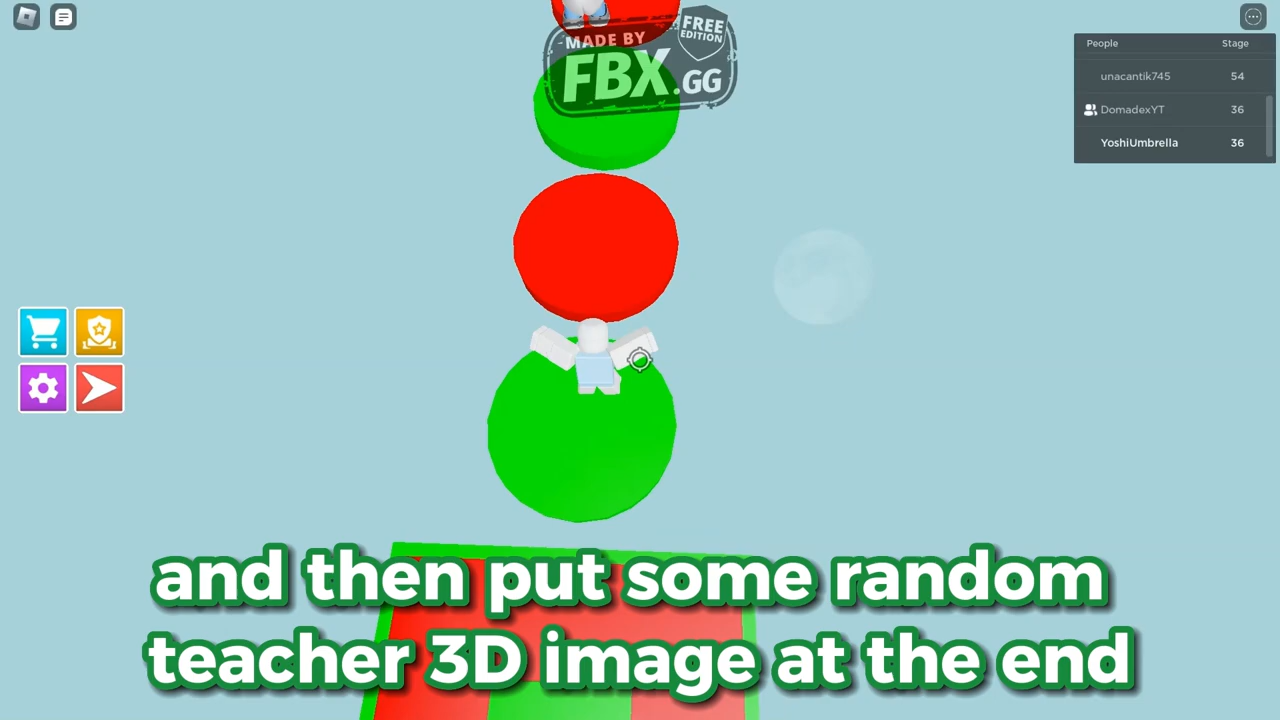 MADE BY
FREE
EDITION
FBX.GG
People Stage
unacantik745 54
DomadexYT 36
YoshiUmbrella 36
and then put some random
teacher 3D image at the end